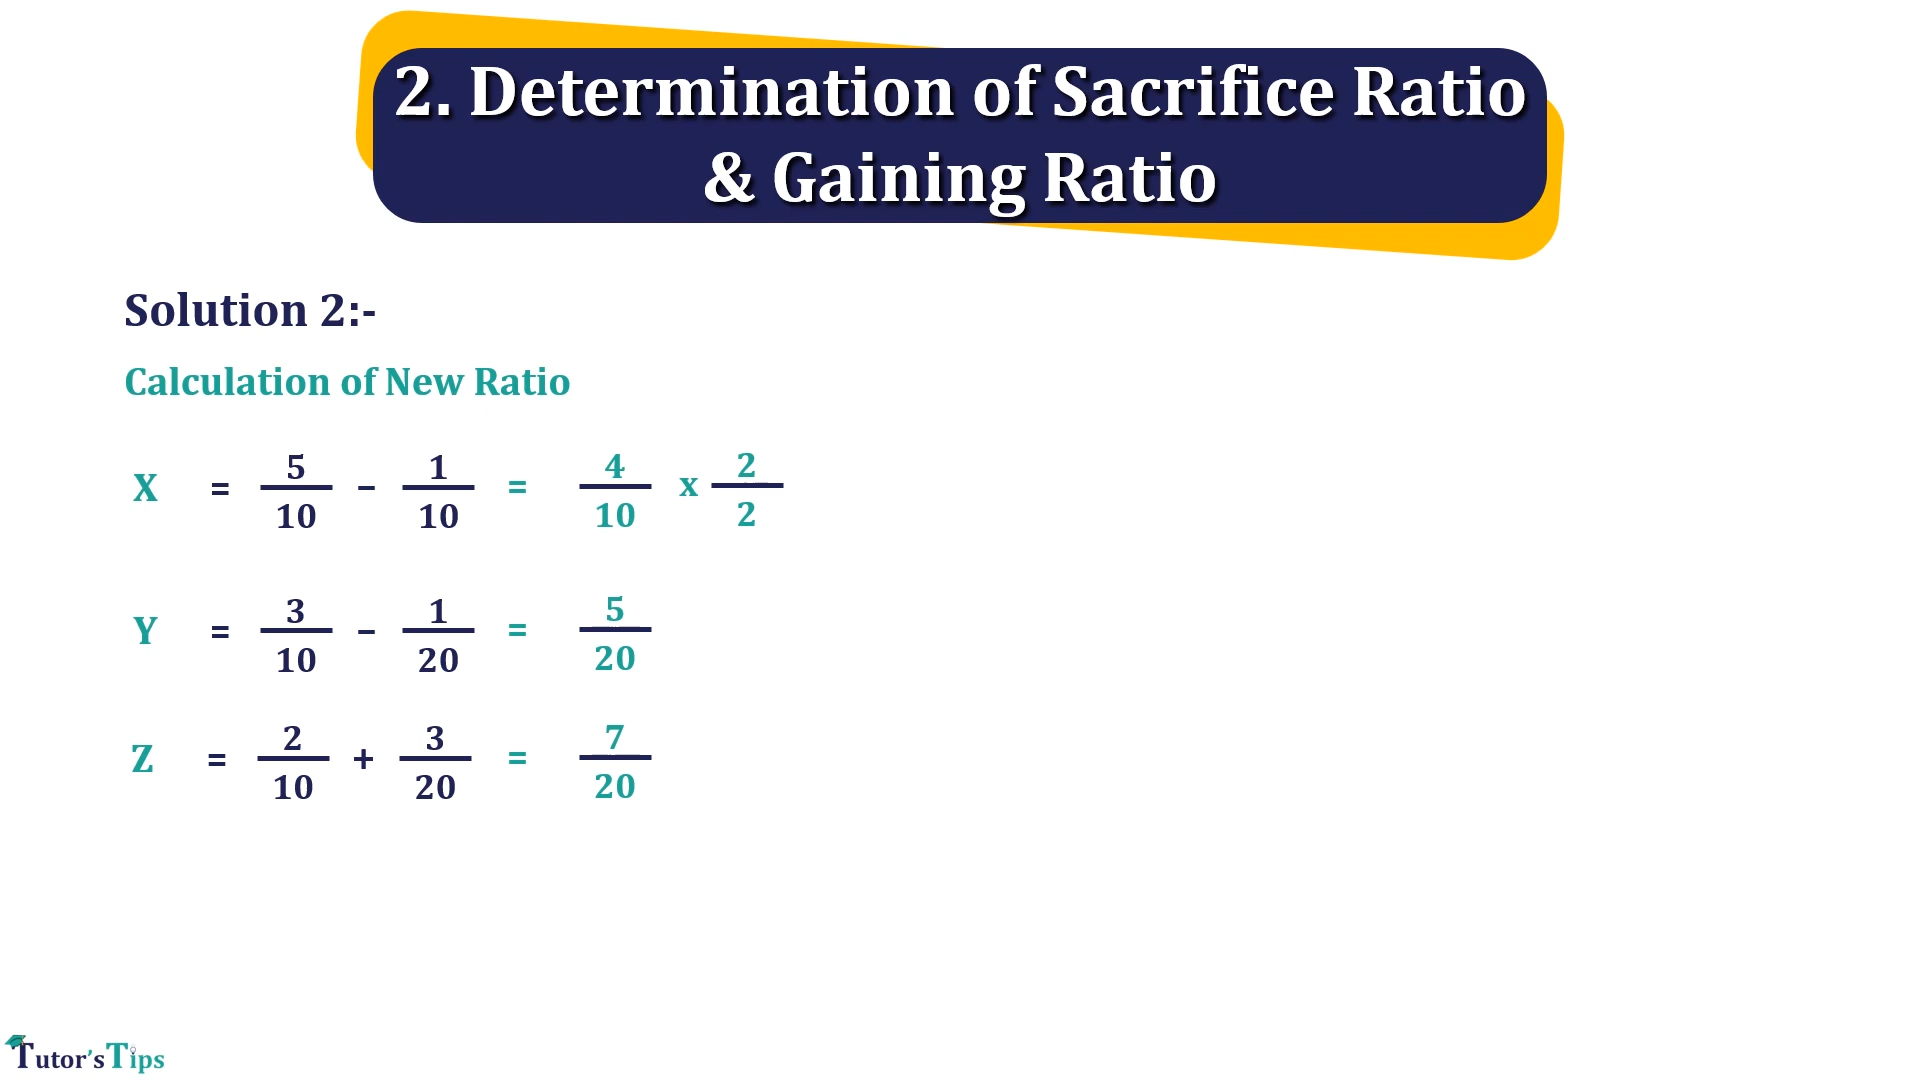 2. Determination of Sacrifice Ratio
& Gaining Ratio
Solution 2:-
Calculation of New Ratio
X = 5/10 – 1/10 = 4/10 x 2/2
Y = 3/10 – 1/20 = 5/20
Z = 2/10 + 3/20 = 7/20
Tutor'sTips